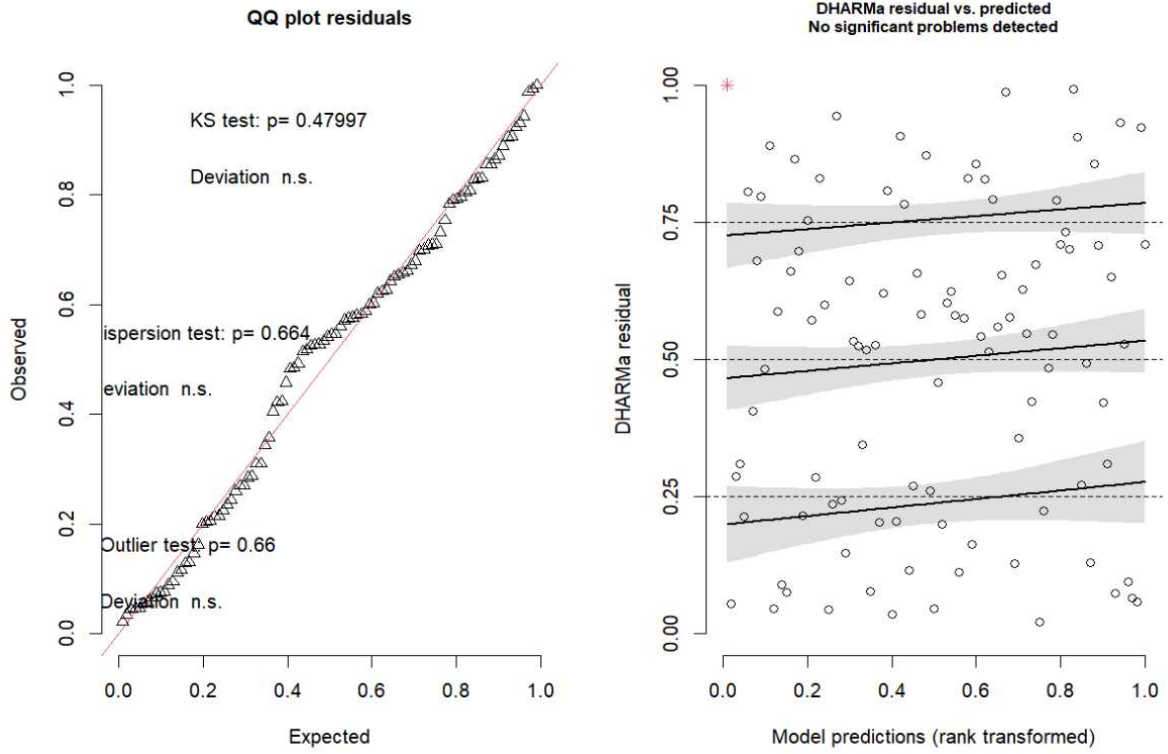 QQ plot residuals
Observed
1.0
0.8
0.6
0.4
0.2
0.0
KS test: p= 0.47997
Deviation n.s.
ispersion test: p= 0.664
eviation n.s.
Outlier test: p= 0.66
Deviation n.s.
0.0 0.2 0.4 0.6 0.8 1.0
Expected
DHARMa residual vs. predicted
No significant problems detected
DHARMa residual
1.00
0.75
0.50
0.25
0.00
0.0 0.2 0.4 0.6 0.8 1.0
Model predictions (rank transformed)